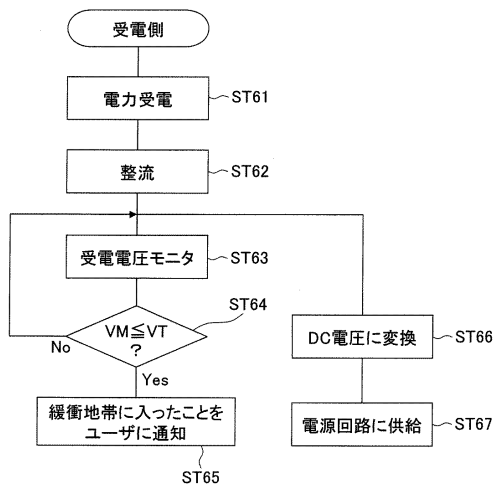 受電側
電力受電
ST61
整流
ST62
受電電圧モニタ
ST63
VM≦VT
?
ST64
No
Yes
緩衝地帯に入ったことを
ユーザに通知
ST65
DC電圧に変換
ST66
電源回路に供給
ST67